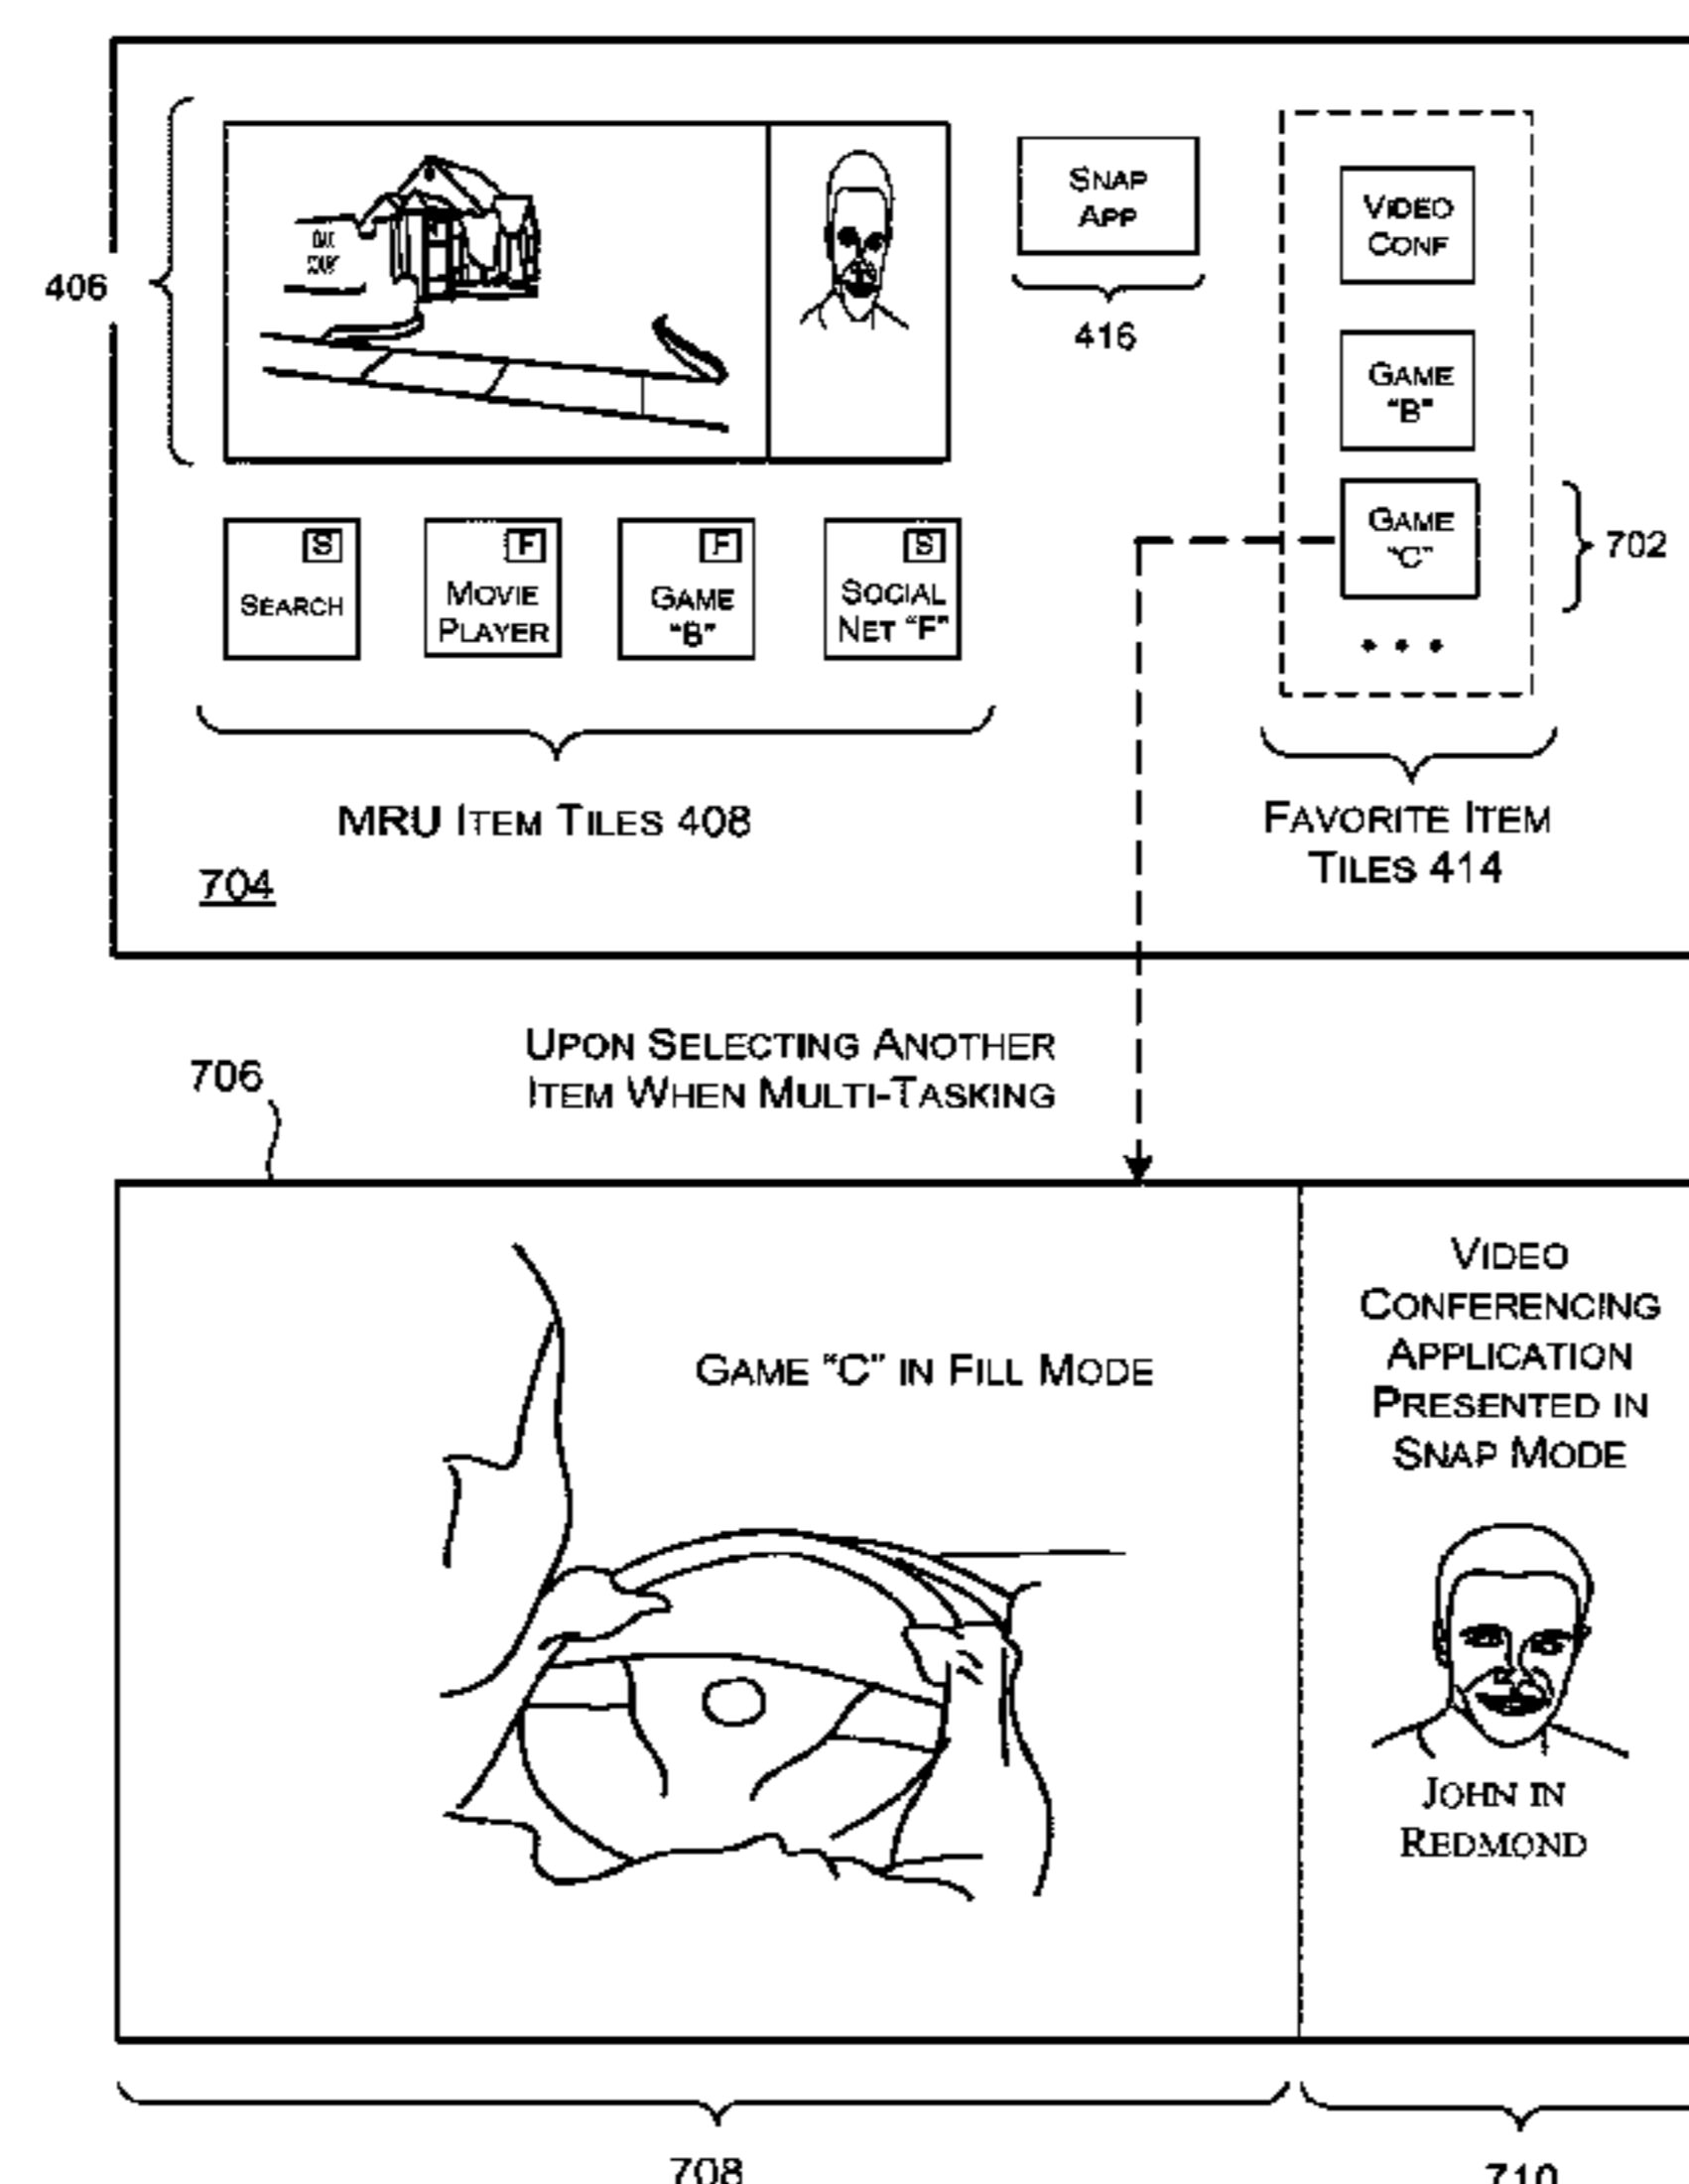 406
SNAP
APP
416
VIDEO
CONF
GAME
"B"
GAME
"C"
702
• • •
S
SEARCH
F
MOVIE
PLAYER
F
GAME
"B"
S
SOCIAL
NET "F"
MRU ITEM TILES 408
FAVORITE ITEM
TILES 414
704
UPON SELECTING ANOTHER
ITEM WHEN MULTI-TASKING
706
GAME "C" IN FILL MODE
VIDEO
CONFERENCING
APPLICATION
PRESENTED IN
SNAP MODE
JOHN IN
REDMOND
708
710